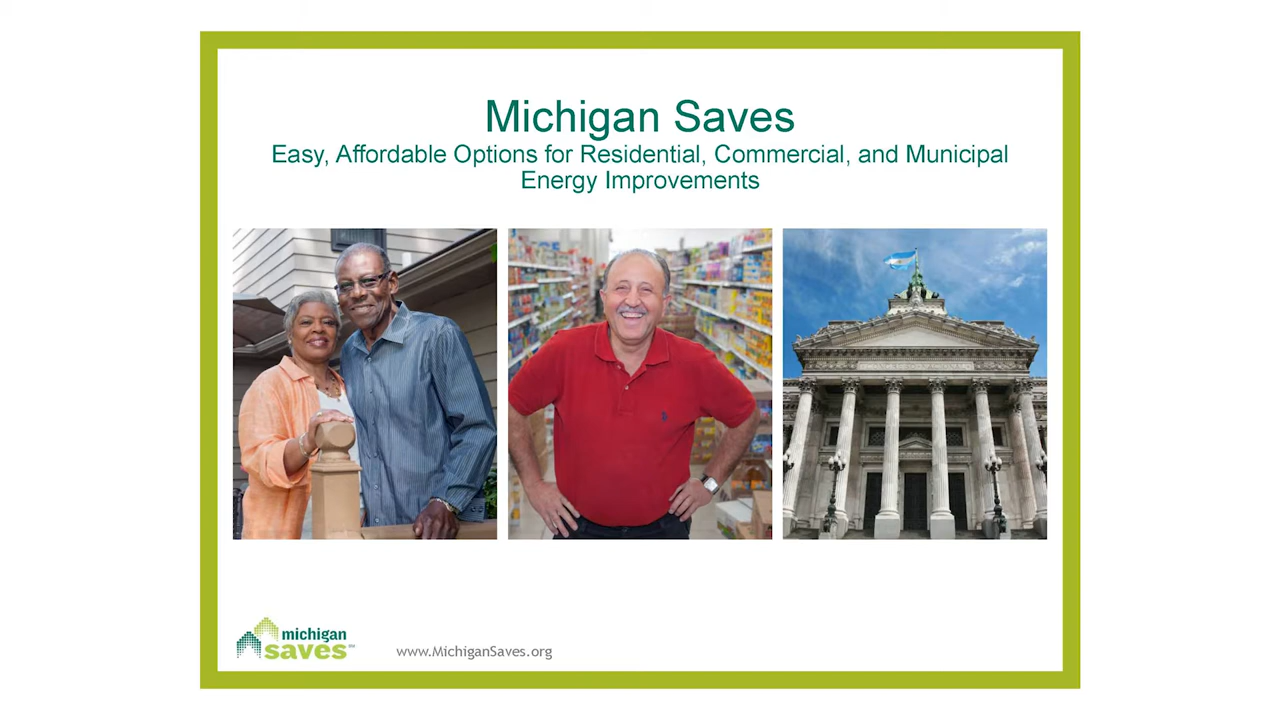 Michigan Saves
Easy, Affordable Options for Residential, Commercial, and Municipal
Energy Improvements
michigan
saves
www.MichiganSaves.org